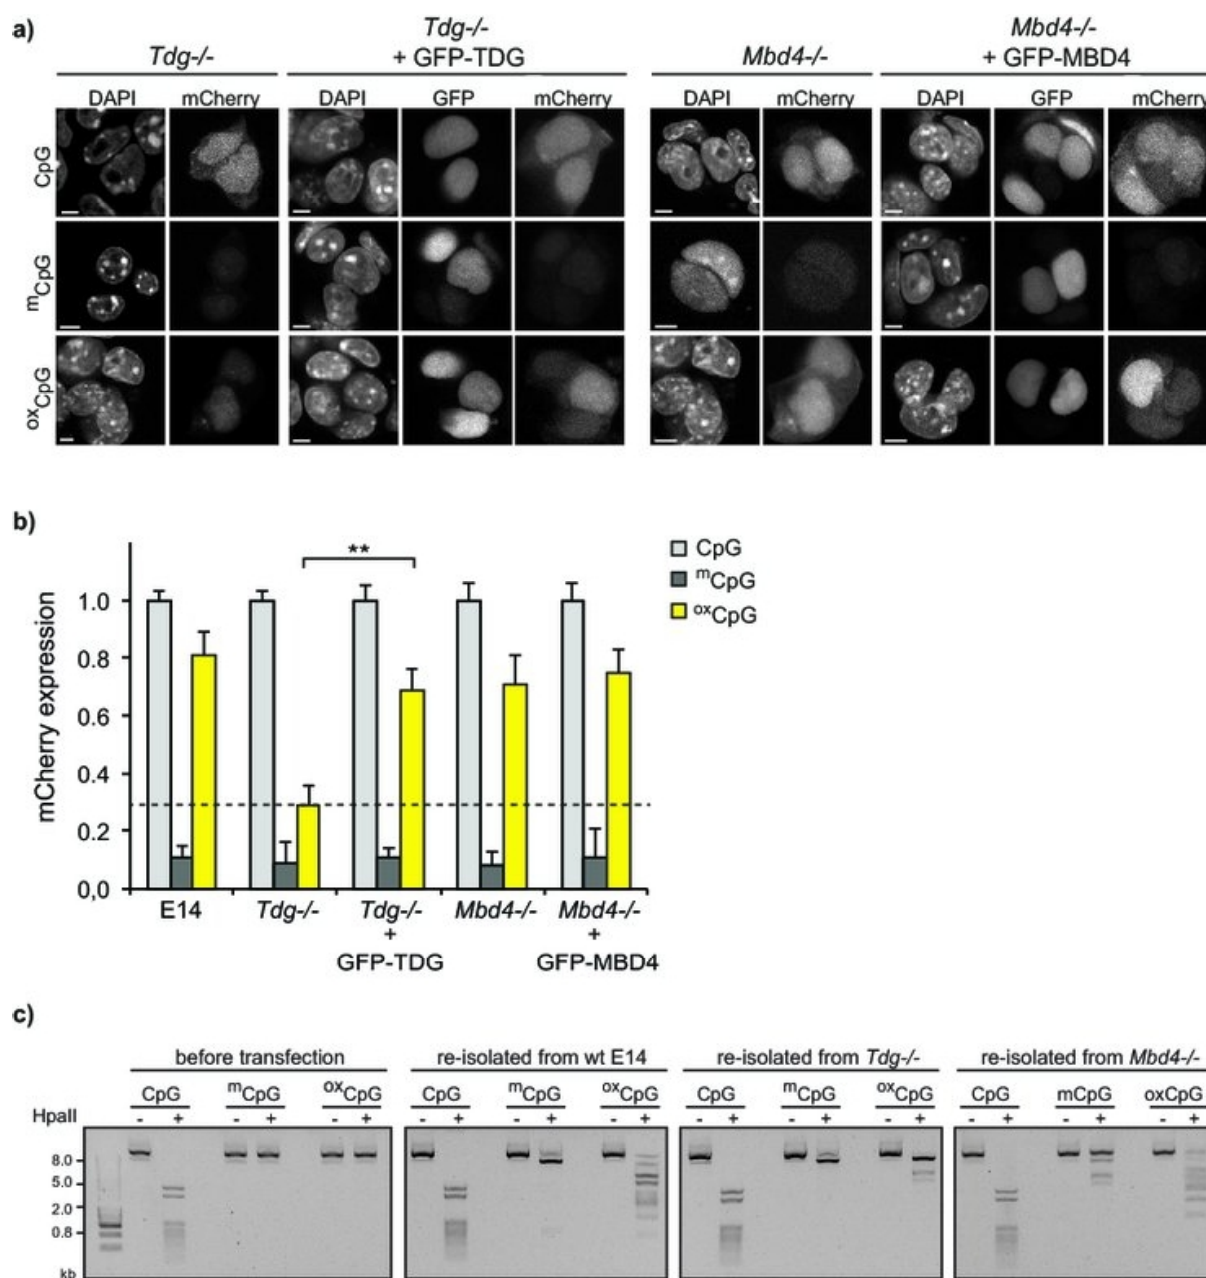 a)
Tdg-/-
Tdg-/-
+ GFP-TDG
Mbd4-/-
Mbd4-/-
+ GFP-MBD4
DAPI mCherry DAPI GFP mCherry DAPI mCherry DAPI GFP mCherry
CpG
mCpG
oxCpG
b)
mCherry expression
1.0
0.8
0.6
0.4
0.2
0,0
**
CpG
mCpG
oxCpG
E14 Tdg-/- Tdg-/- Mbd4-/- Mbd4-/-
+ +
GFP-TDG GFP-MBD4
c)
before transfection re-isolated from wt E14 re-isolated from Tdg-/- re-isolated from Mbd4-/-
CpG mCpG oxCpG CpG mCpG oxCpG CpG mCpG oxCpG CpG mCpG oxCpG
HpaII - + - + - + - + - + - + - + - + - + - + - + - +
8.0
5.0
2.0
0.8
kb